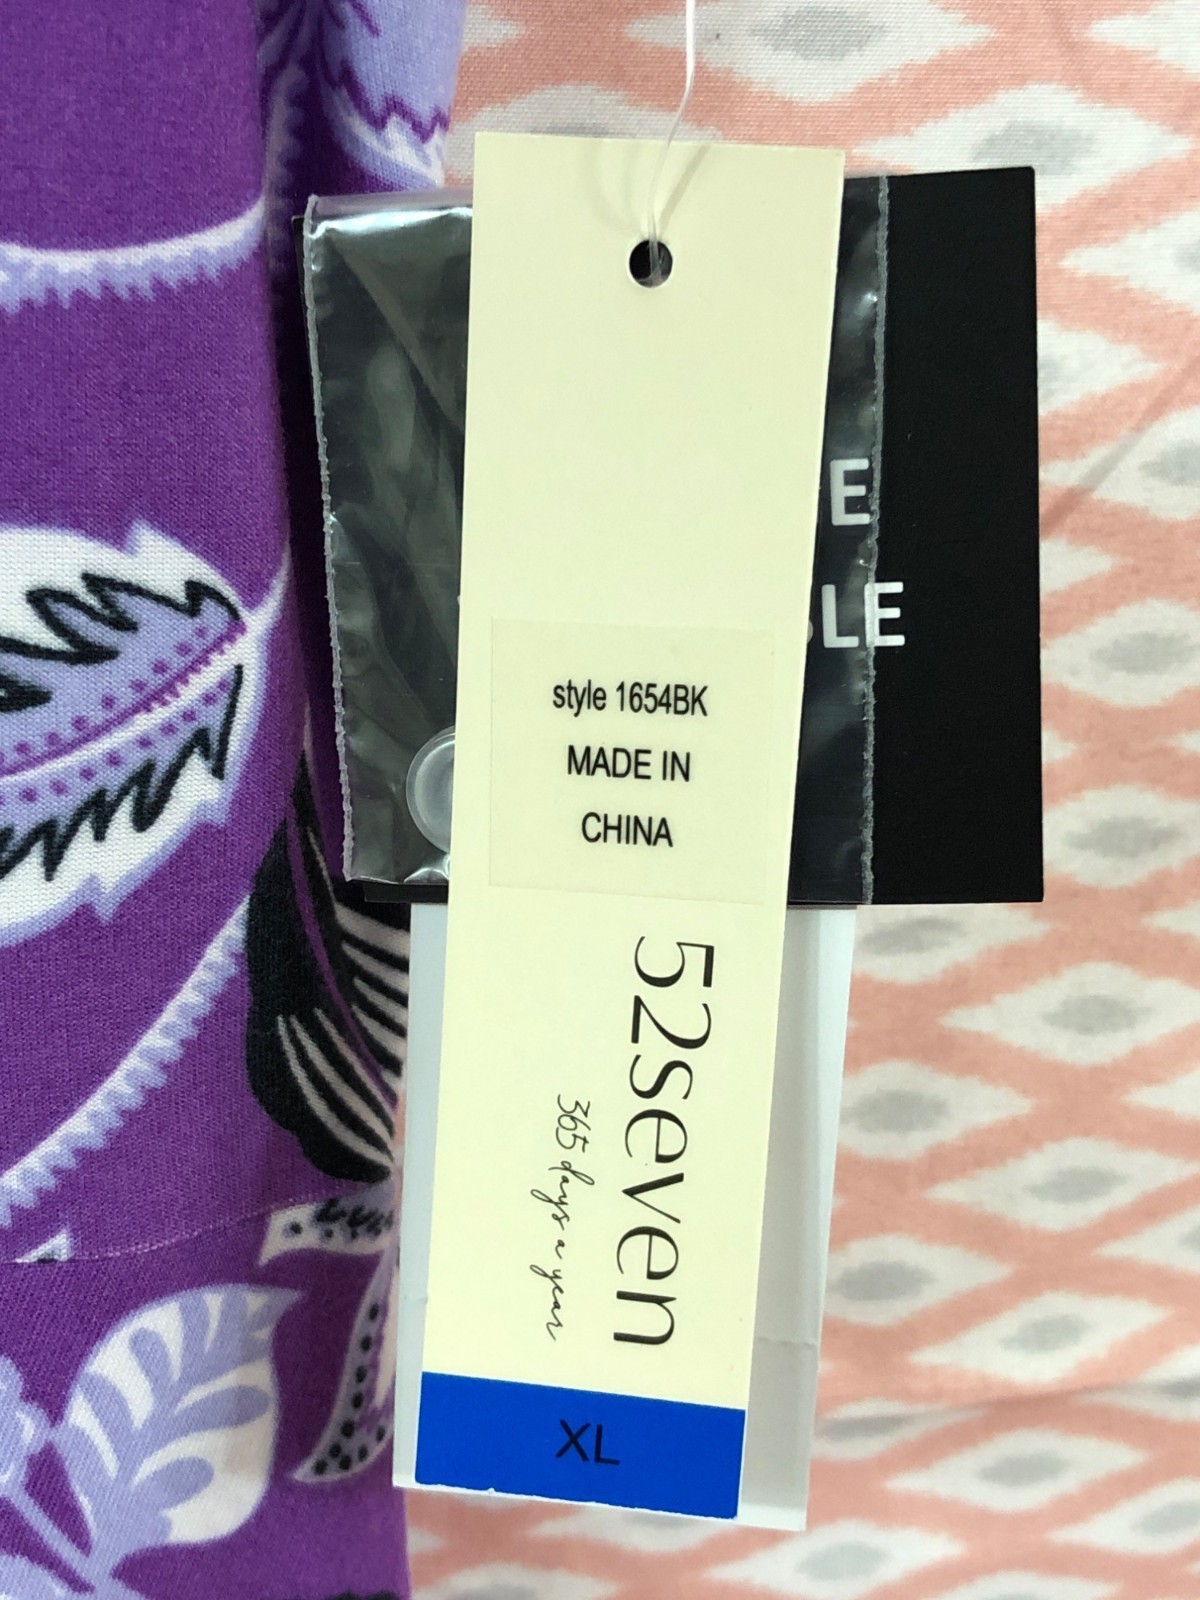 style 1654BK
MADE IN
CHINA
52seven
365 days a year
XL